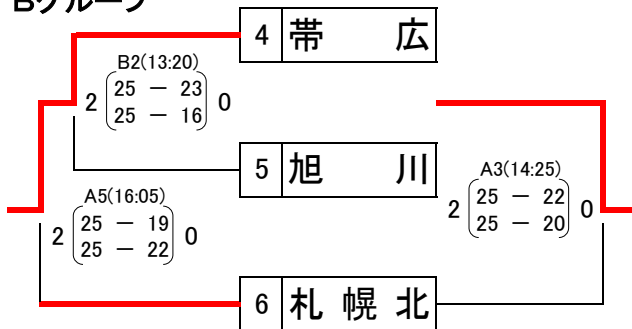 Bグループ
4 帯 広
B2(13:20)
2 25 － 23 0
25 － 16
5 旭 川
A3(14:25)
2 25 － 22 0
25 － 20
A5(16:05)
2 25 － 19 0
25 － 22
6 札 幌 北